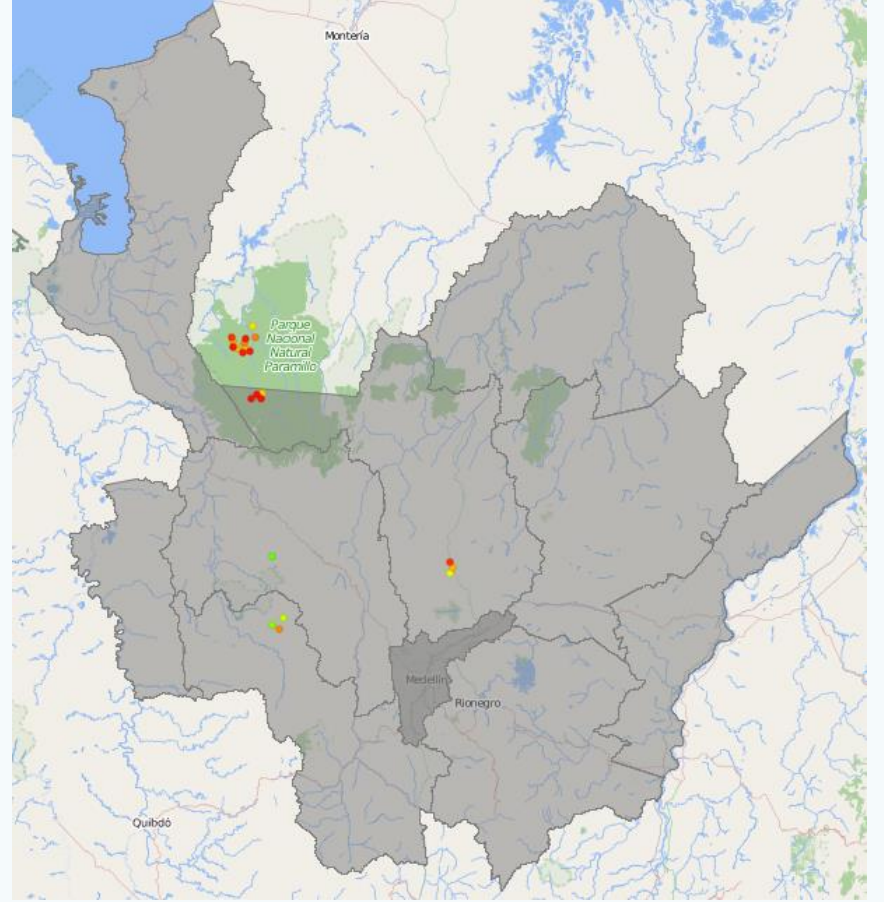 Montería
Parque
Nacional
Natural
Paramillo
Medellín
Rionegro
Quibdó